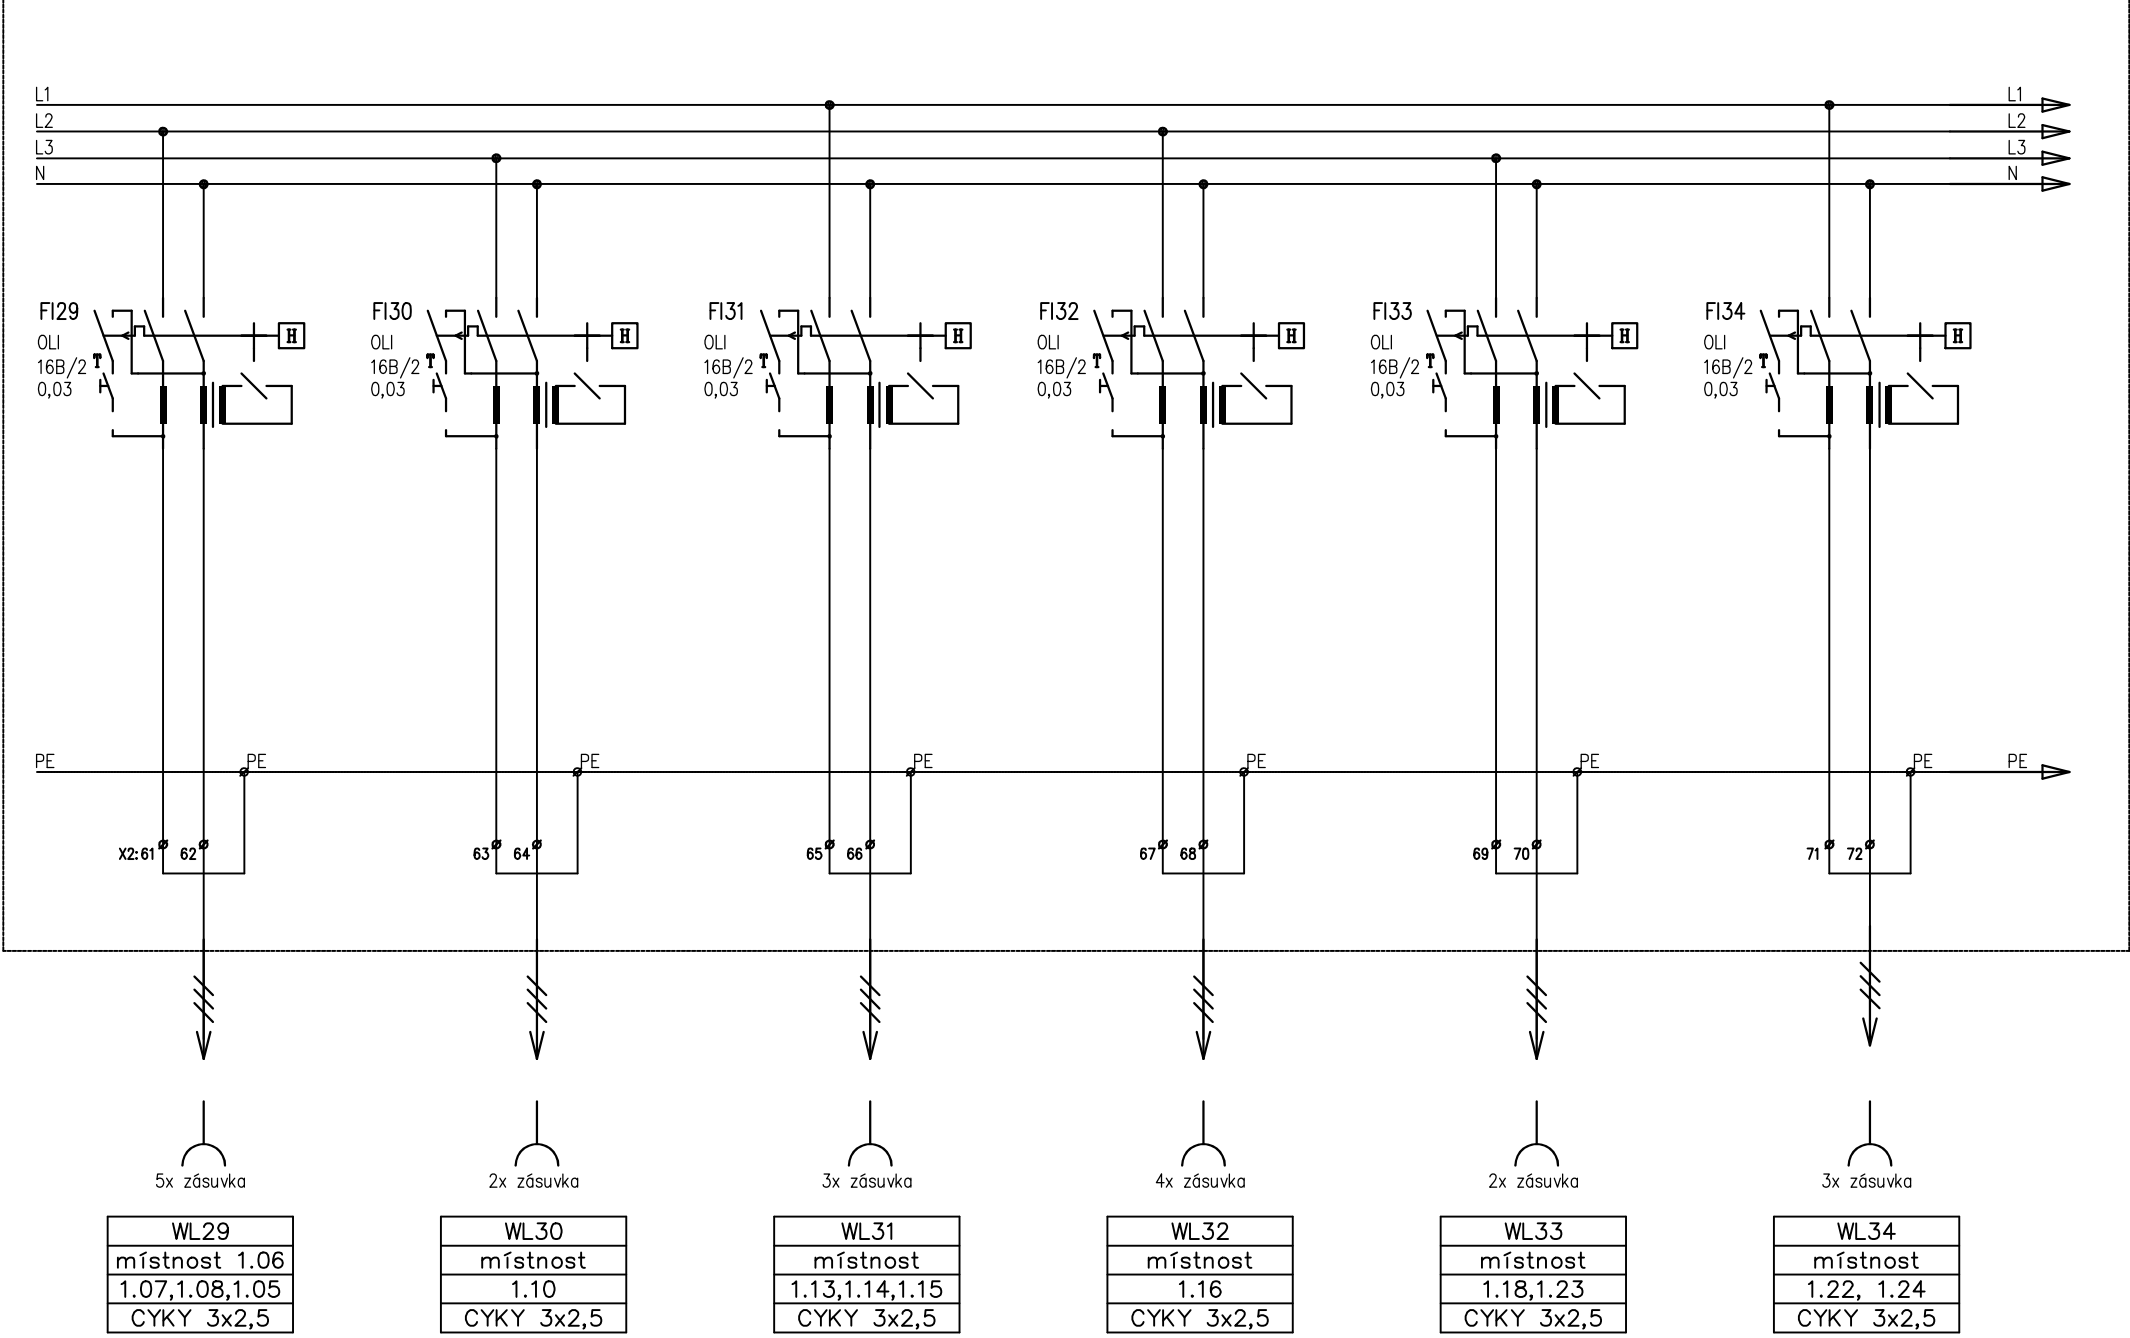 L1
L1
L2
L2
L3
L3
N
N
FI29
OLI
16B/2
0,03
T
H
FI30
OLI
16B/2
0,03
T
H
FI31
OLI
16B/2
0,03
T
H
FI32
OLI
16B/2
0,03
T
H
FI33
OLI
16B/2
0,03
T
H
FI34
OLI
16B/2
0,03
T
H
PE
PE
PE
PE
PE
PE
PE
PE
X2:61 62
63 64
65 66
67 68
69 70
71 72
5x zásuvka
2x zásuvka
3x zásuvka
4x zásuvka
2x zásuvka
3x zásuvka
WL29
místnost 1.06
1.07,1.08,1.05
CYKY 3x2,5
WL30
místnost
1.10
CYKY 3x2,5
WL31
místnost
1.13,1.14,1.15
CYKY 3x2,5
WL32
místnost
1.16
CYKY 3x2,5
WL33
místnost
1.18,1.23
CYKY 3x2,5
WL34
místnost
1.22, 1.24
CYKY 3x2,5